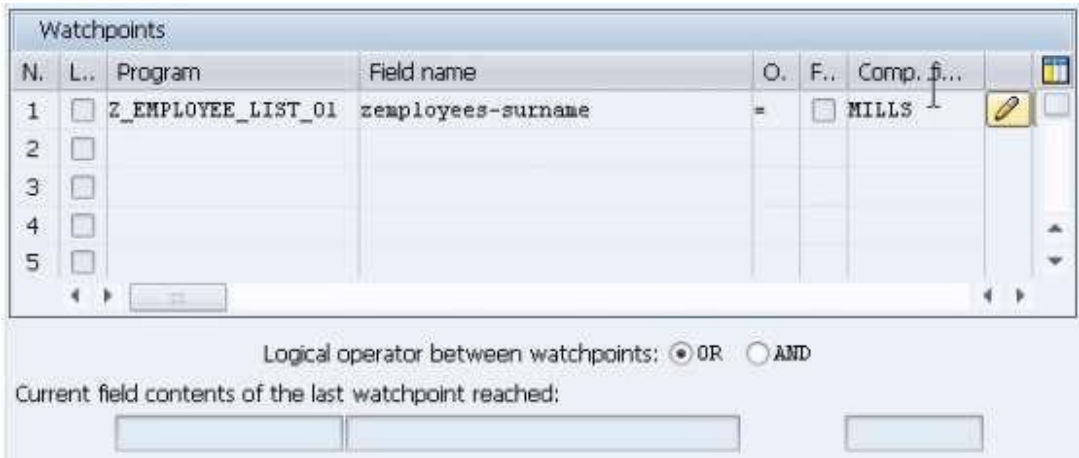 Watchpoints
N. L.. Program Field name O. F.. Comp. fi...
1 Z_EMPLOYEE_LIST_01 zemployees-surname = MILLS
2
3
4
5
Logical operator between watchpoints: OR AND
Current field contents of the last watchpoint reached: